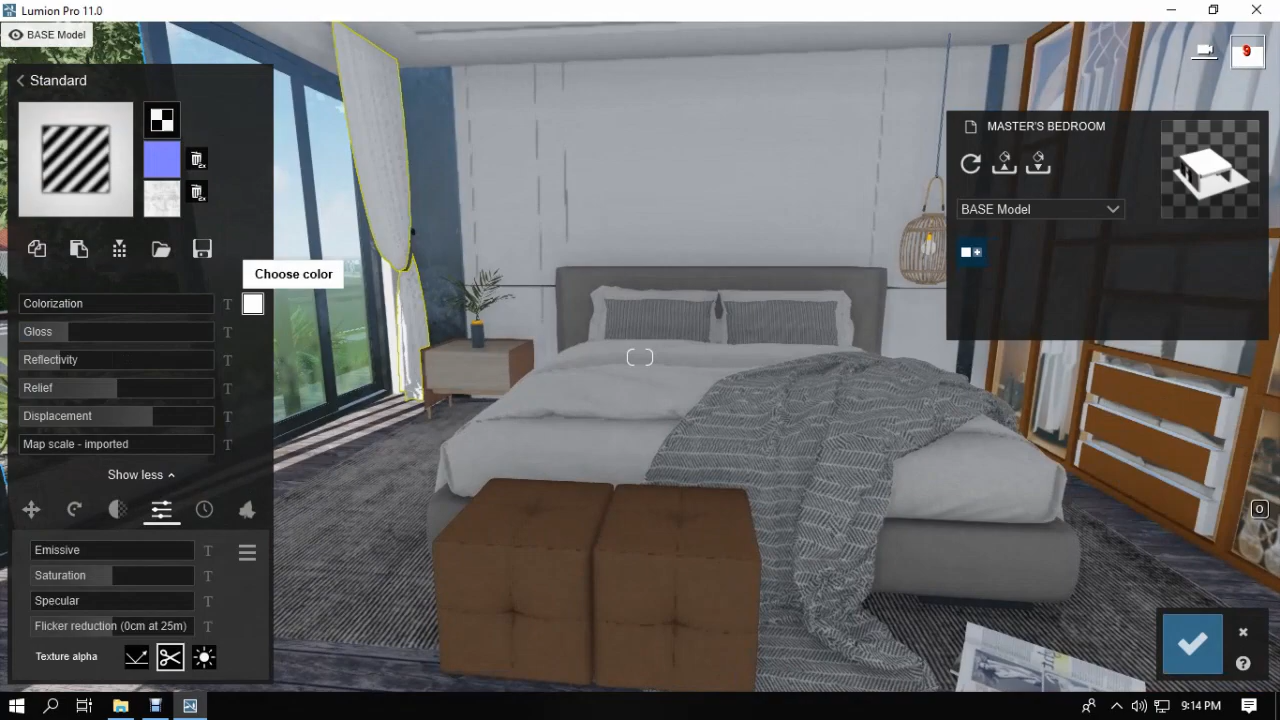 Lumion Pro 11.0
BASE Model
Standard
Choose color
Colorization T
Gloss T
Reflectivity T
Relief T
Displacement T
Map scale - imported T
Show less
Emissive T
Saturation T
Specular T
Flicker reduction (0cm at 25m) T
Texture alpha
9
MASTER'S BEDROOM
BASE Model
O
?
9:14 PM